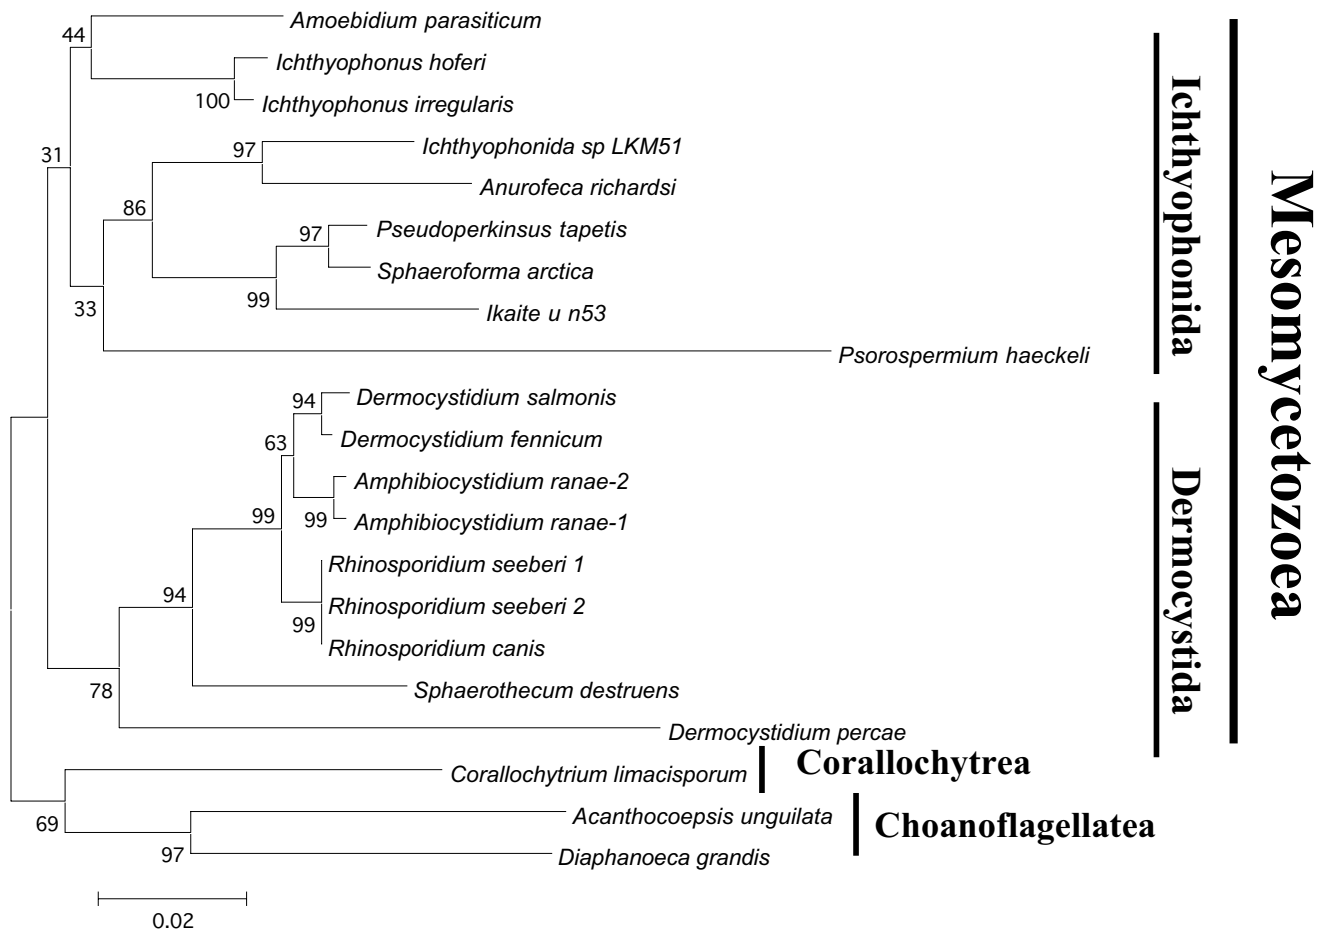 44
Amoebidium parasiticum
Ichthyophonus hoferi
100
Ichthyophonus irregularis
31
97
Ichthyophonida sp LKM51
Anurofeca richardsi
86
97
Pseudoperkinsus tapetis
Sphaeroforma arctica
99
Ikaite u n53
33
Psorospermium haeckeli
Ichthyophonida
94
Dermocystidium salmonis
Dermocystidium fennicum
63
Amphibiocystidium ranae-2
99
99
Amphibiocystidium ranae-1
Rhinosporidium seeberi 1
94
Rhinosporidium seeberi 2
99
Rhinosporidium canis
78
Sphaerothecum destruens
Dermocystidium percae
Dermocystida
Mesomycetozoea
Corallochytrium limacisporum
Corallochytrea
69
Acanthocoepsis unguilata
Choanoflagellatea
97
Diaphanoeca grandis
0.02